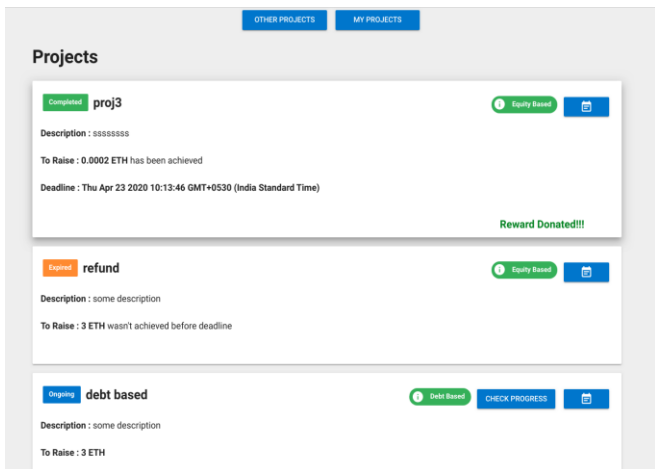 OTHER PROJECTS MY PROJECTS
Projects
Completed proj3 Equity Based
Description : ssssssss
To Raise : 0.0002 ETH has been achieved
Deadline : Thu Apr 23 2020 10:13:46 GMT+0530 (India Standard Time)
Reward Donated!!!
Expired refund Equity Based
Description : some description
To Raise : 3 ETH wasn't achieved before deadline
Ongoing debt based Debt Based CHECK PROGRESS
Description : some description
To Raise : 3 ETH